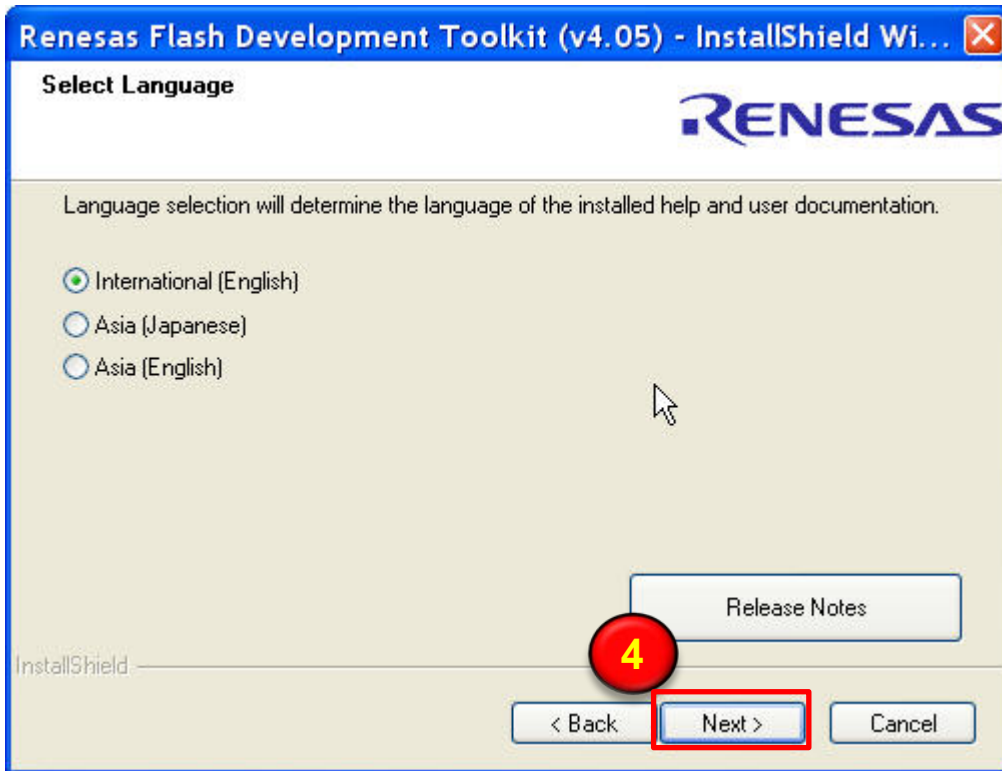 Renesas Flash Development Toolkit (v4.05) - InstallShield Wi...
Select Language
RENESAS
Language selection will determine the language of the installed help and user documentation.
International (English)
Asia (Japanese)
Asia (English)
Release Notes
4
InstallShield
< Back
Next >
Cancel